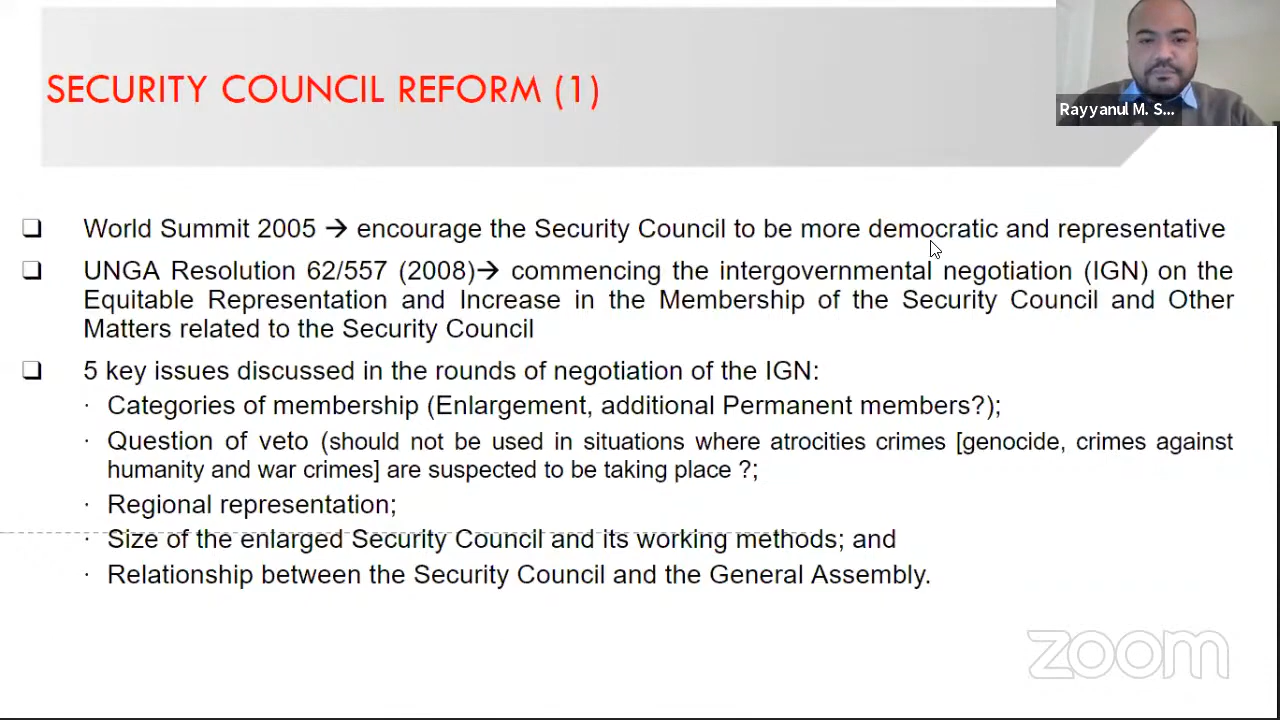 SECURITY COUNCIL REFORM (1)
Rayyanul M. S...
❑ World Summit 2005 → encourage the Security Council to be more democratic and representative
❑ UNGA Resolution 62/557 (2008)→ commencing the intergovernmental negotiation (IGN) on the
Equitable Representation and Increase in the Membership of the Security Council and Other
Matters related to the Security Council
❑ 5 key issues discussed in the rounds of negotiation of the IGN:
· Categories of membership (Enlargement, additional Permanent members?);
· Question of veto (should not be used in situations where atrocities crimes [genocide, crimes against
humanity and war crimes] are suspected to be taking place ?;
· Regional representation;
· Size of the enlarged Security Council and its working methods; and
· Relationship between the Security Council and the General Assembly.
zoom